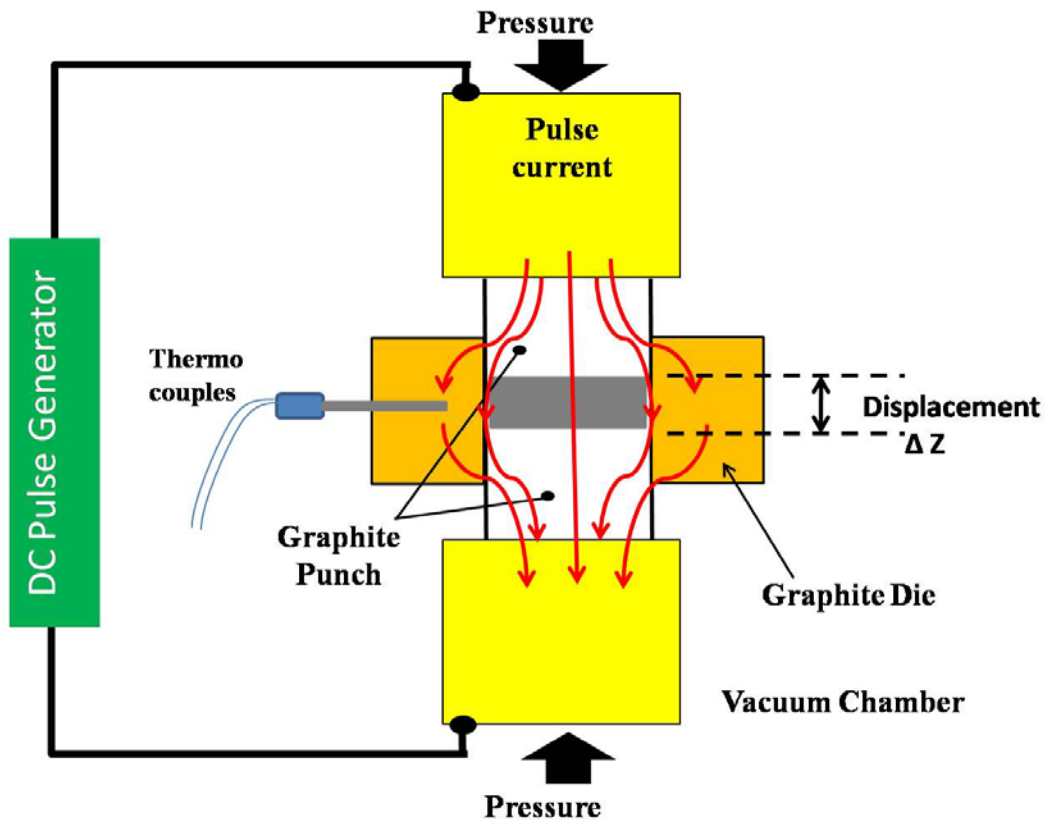 Pressure
Pulse
current
DC Pulse Generator
Thermo
couples
Displacement
Δ Z
Graphite
Punch
Graphite Die
Vacuum Chamber
Pressure